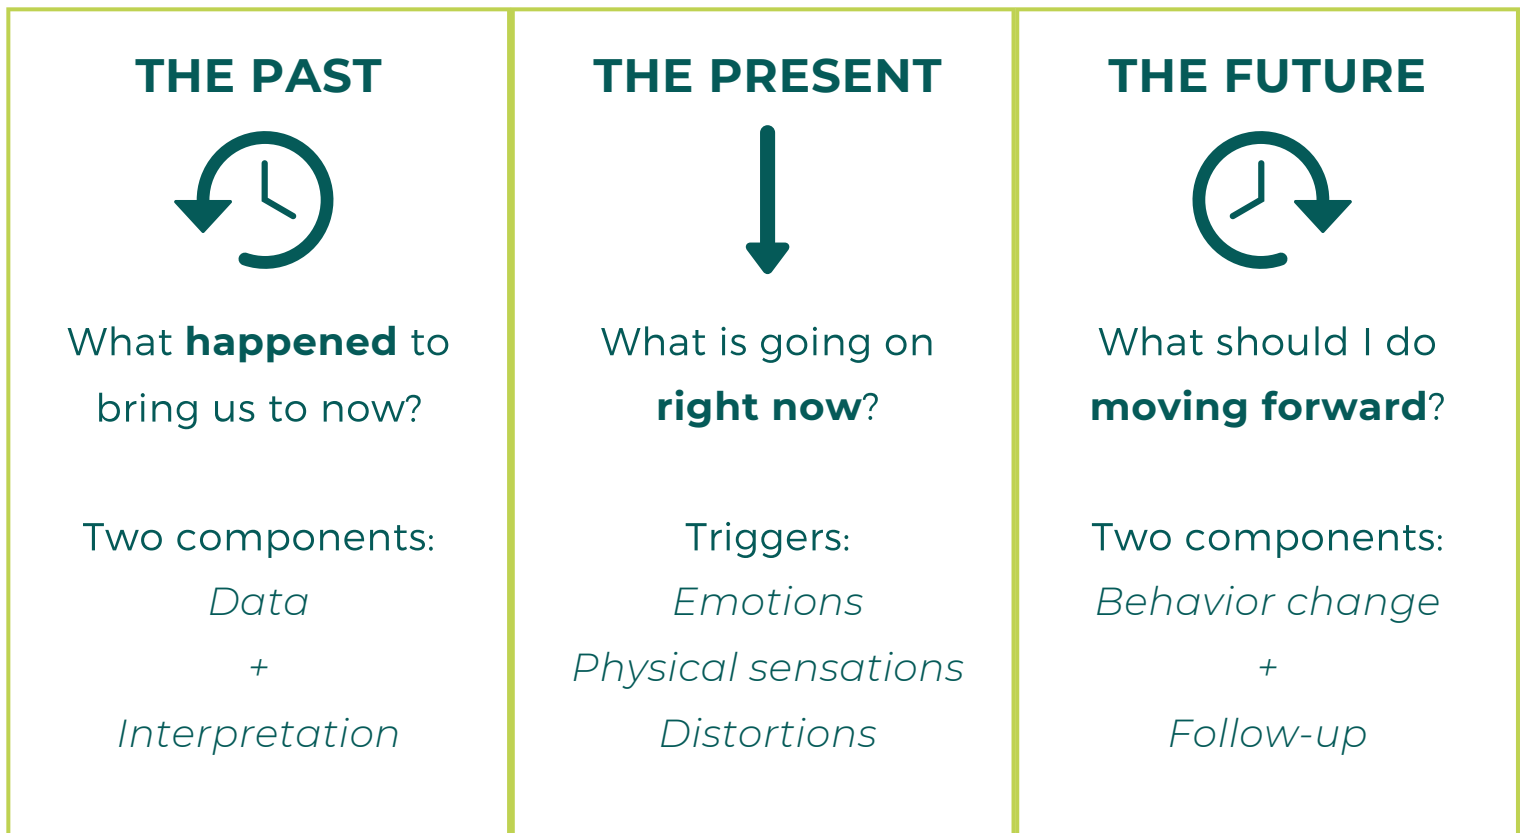 THE PAST
What happened to
bring us to now?
Two components:
Data
+
Interpretation
THE PRESENT
What is going on
right now?
Triggers:
Emotions
Physical sensations
Distortions
THE FUTURE
What should I do
moving forward?
Two components:
Behavior change
+
Follow-up